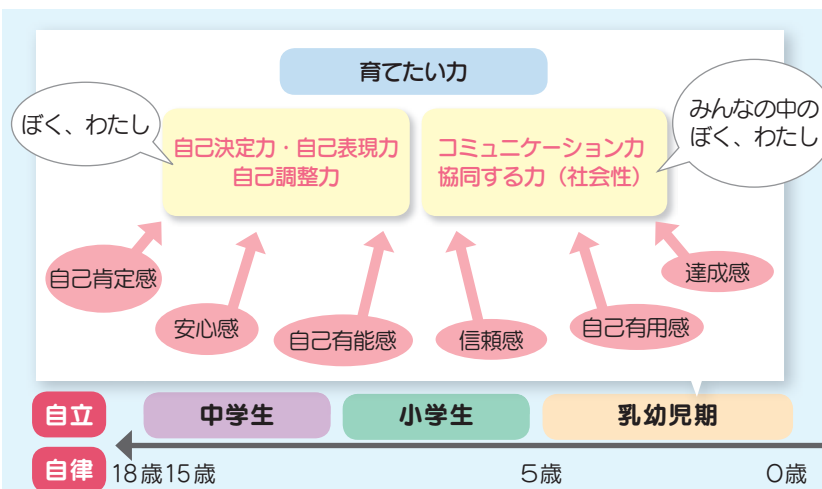 育てたい力
ぼく、わたし
みんなの中の
ぼく、わたし
自己決定力・自己表現力
自己調整力
コミュニケーション力
協同する力（社会性）
自己肯定感
安心感
自己有能感
信頼感
自己有用感
達成感
自立
中学生
小学生
乳幼児期
自律
18歳15歳
5歳
0歳